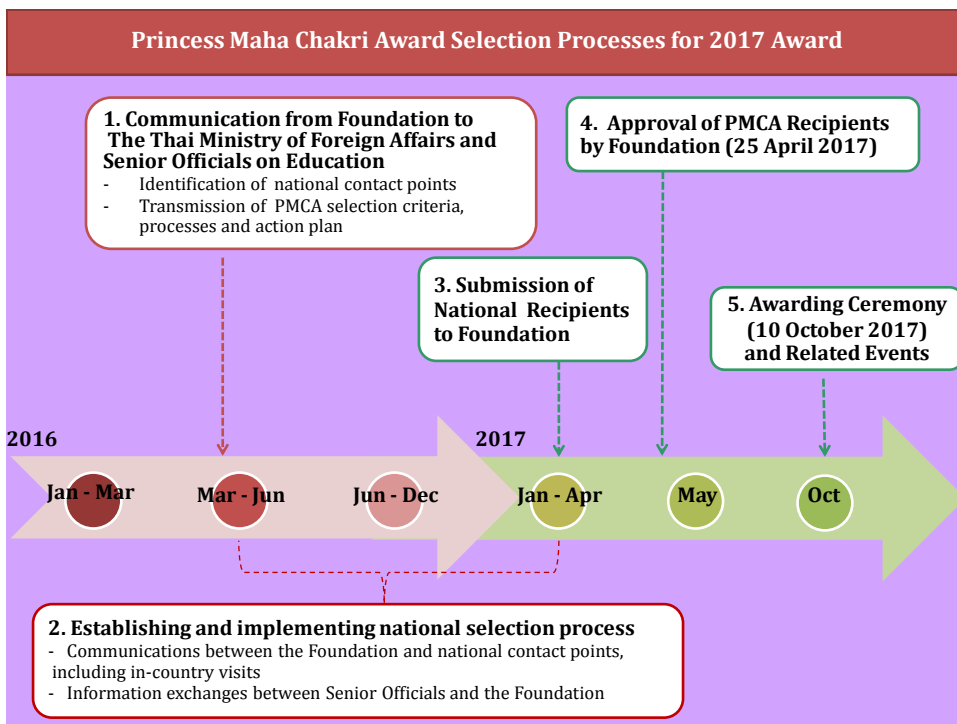 Princess Maha Chakri Award Selection Processes for 2017 Award
1. Communication from Foundation to
The Thai Ministry of Foreign Affairs and
Senior Officials on Education
- Identification of national contact points
- Transmission of PMCA selection criteria,
processes and action plan
4. Approval of PMCA Recipients
by Foundation (25 April 2017)
3. Submission of
National Recipients
to Foundation
5. Awarding Ceremony
(10 October 2017)
and Related Events
2016
2017
Jan - Mar
Mar - Jun
Jun - Dec
Jan - Apr
May
Oct
2. Establishing and implementing national selection process
- Communications between the Foundation and national contact points,
including in-country visits
- Information exchanges between Senior Officials and the Foundation